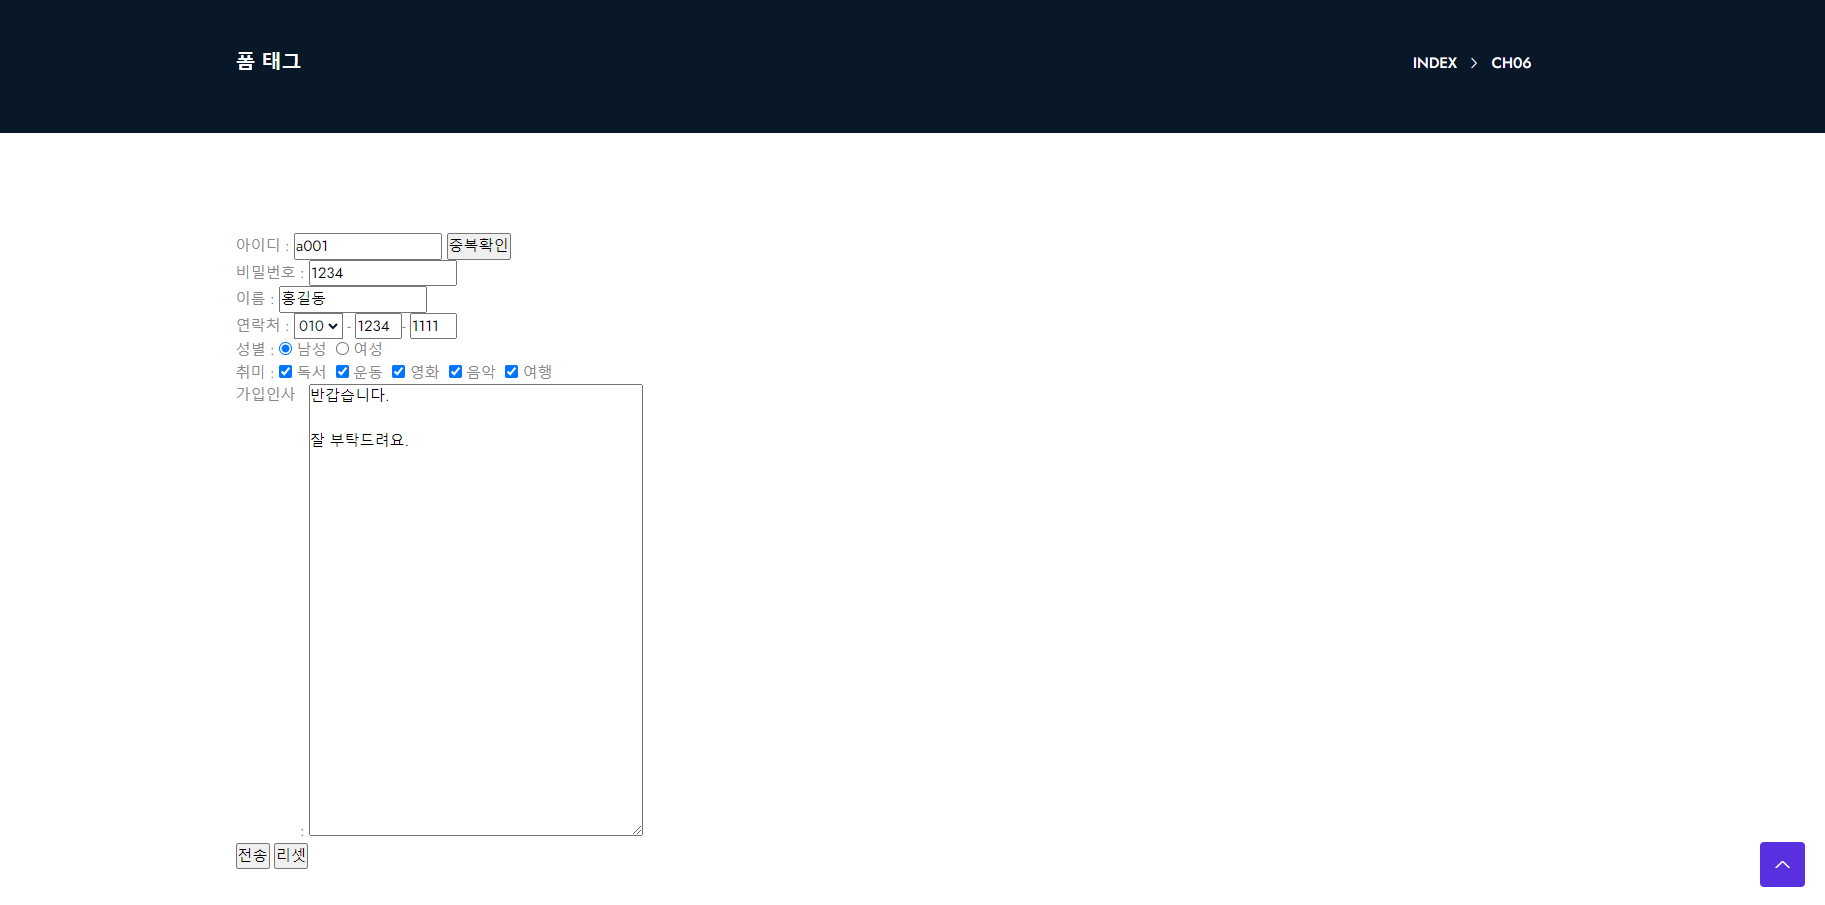 폼 태그
INDEX > CH06
아이디 : a001 중복확인
비밀번호 : 1234
이름 : 홍길동
연락처 : 010 - 1234 - 1111
성별 : 남성 여성
취미 : 독서 운동 영화 음악 여행
가입인사 : 반갑습니다.
잘 부탁드려요.
전송 리셋